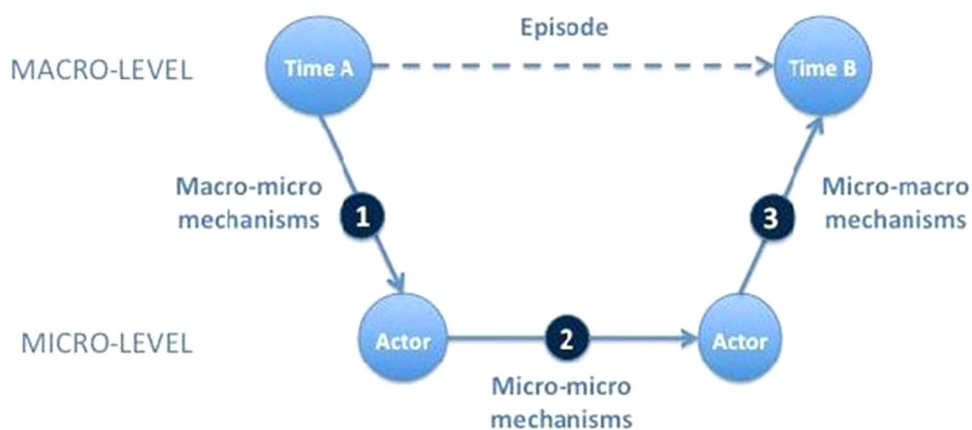 Episode
MACRO-LEVEL
Time A
Time B
Macro-micro
mechanisms
1
3
Micro-macro
mechanisms
MICRO-LEVEL
Actor
2
Actor
Micro-micro
mechanisms